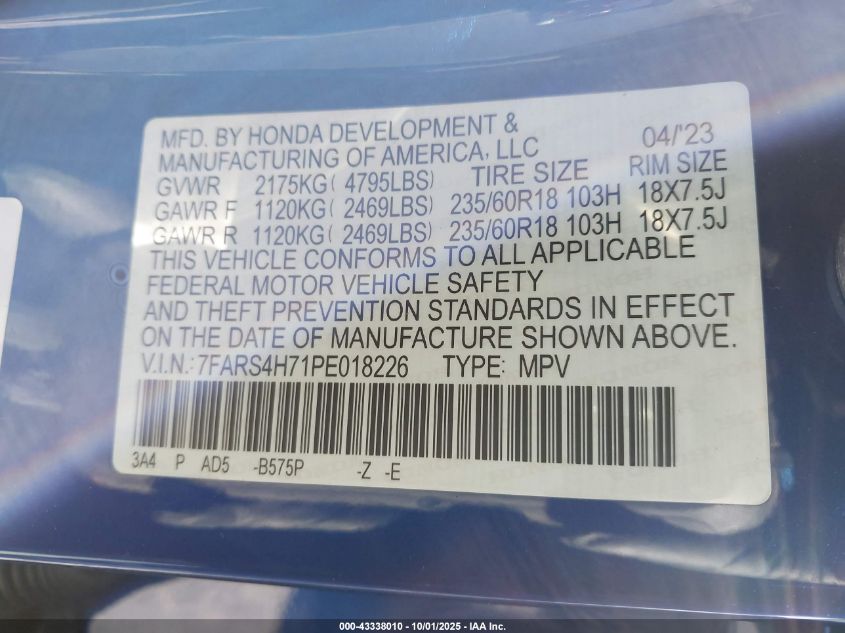 MFD. BY HONDA DEVELOPMENT &
MANUFACTURING OF AMERICA, LLC 04/'23
GVWR 2175KG( 4795LBS) TIRE SIZE RIM SIZE
GAWR F 1120KG( 2469LBS) 235/60R18 103H 18X7.5J
GAWR R 1120KG( 2469LBS) 235/60R18 103H 18X7.5J
THIS VEHICLE CONFORMS TO ALL APPLICABLE
FEDERAL MOTOR VEHICLE SAFETY
AND THEFT PREVENTION STANDARDS IN EFFECT
ON THE DATE OF MANUFACTURE SHOWN ABOVE.
V.I.N.:7FARS4H71PE018226 TYPE: MPV
3A4 P AD5 -B575P -Z -E
000-43338010 - 10/01/2025 - IAA Inc.